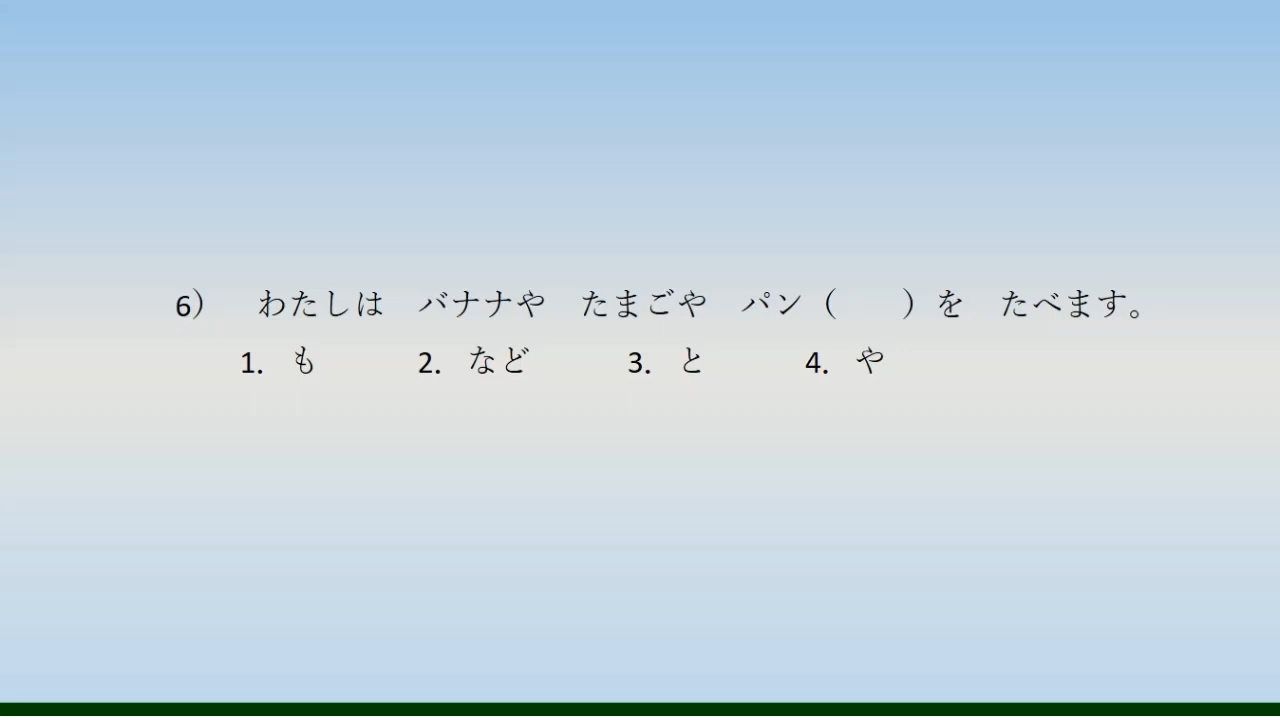 6） わたしは バナナや たまごや パン（　　）を たべます。
1. も　2. など　3. と　4. や